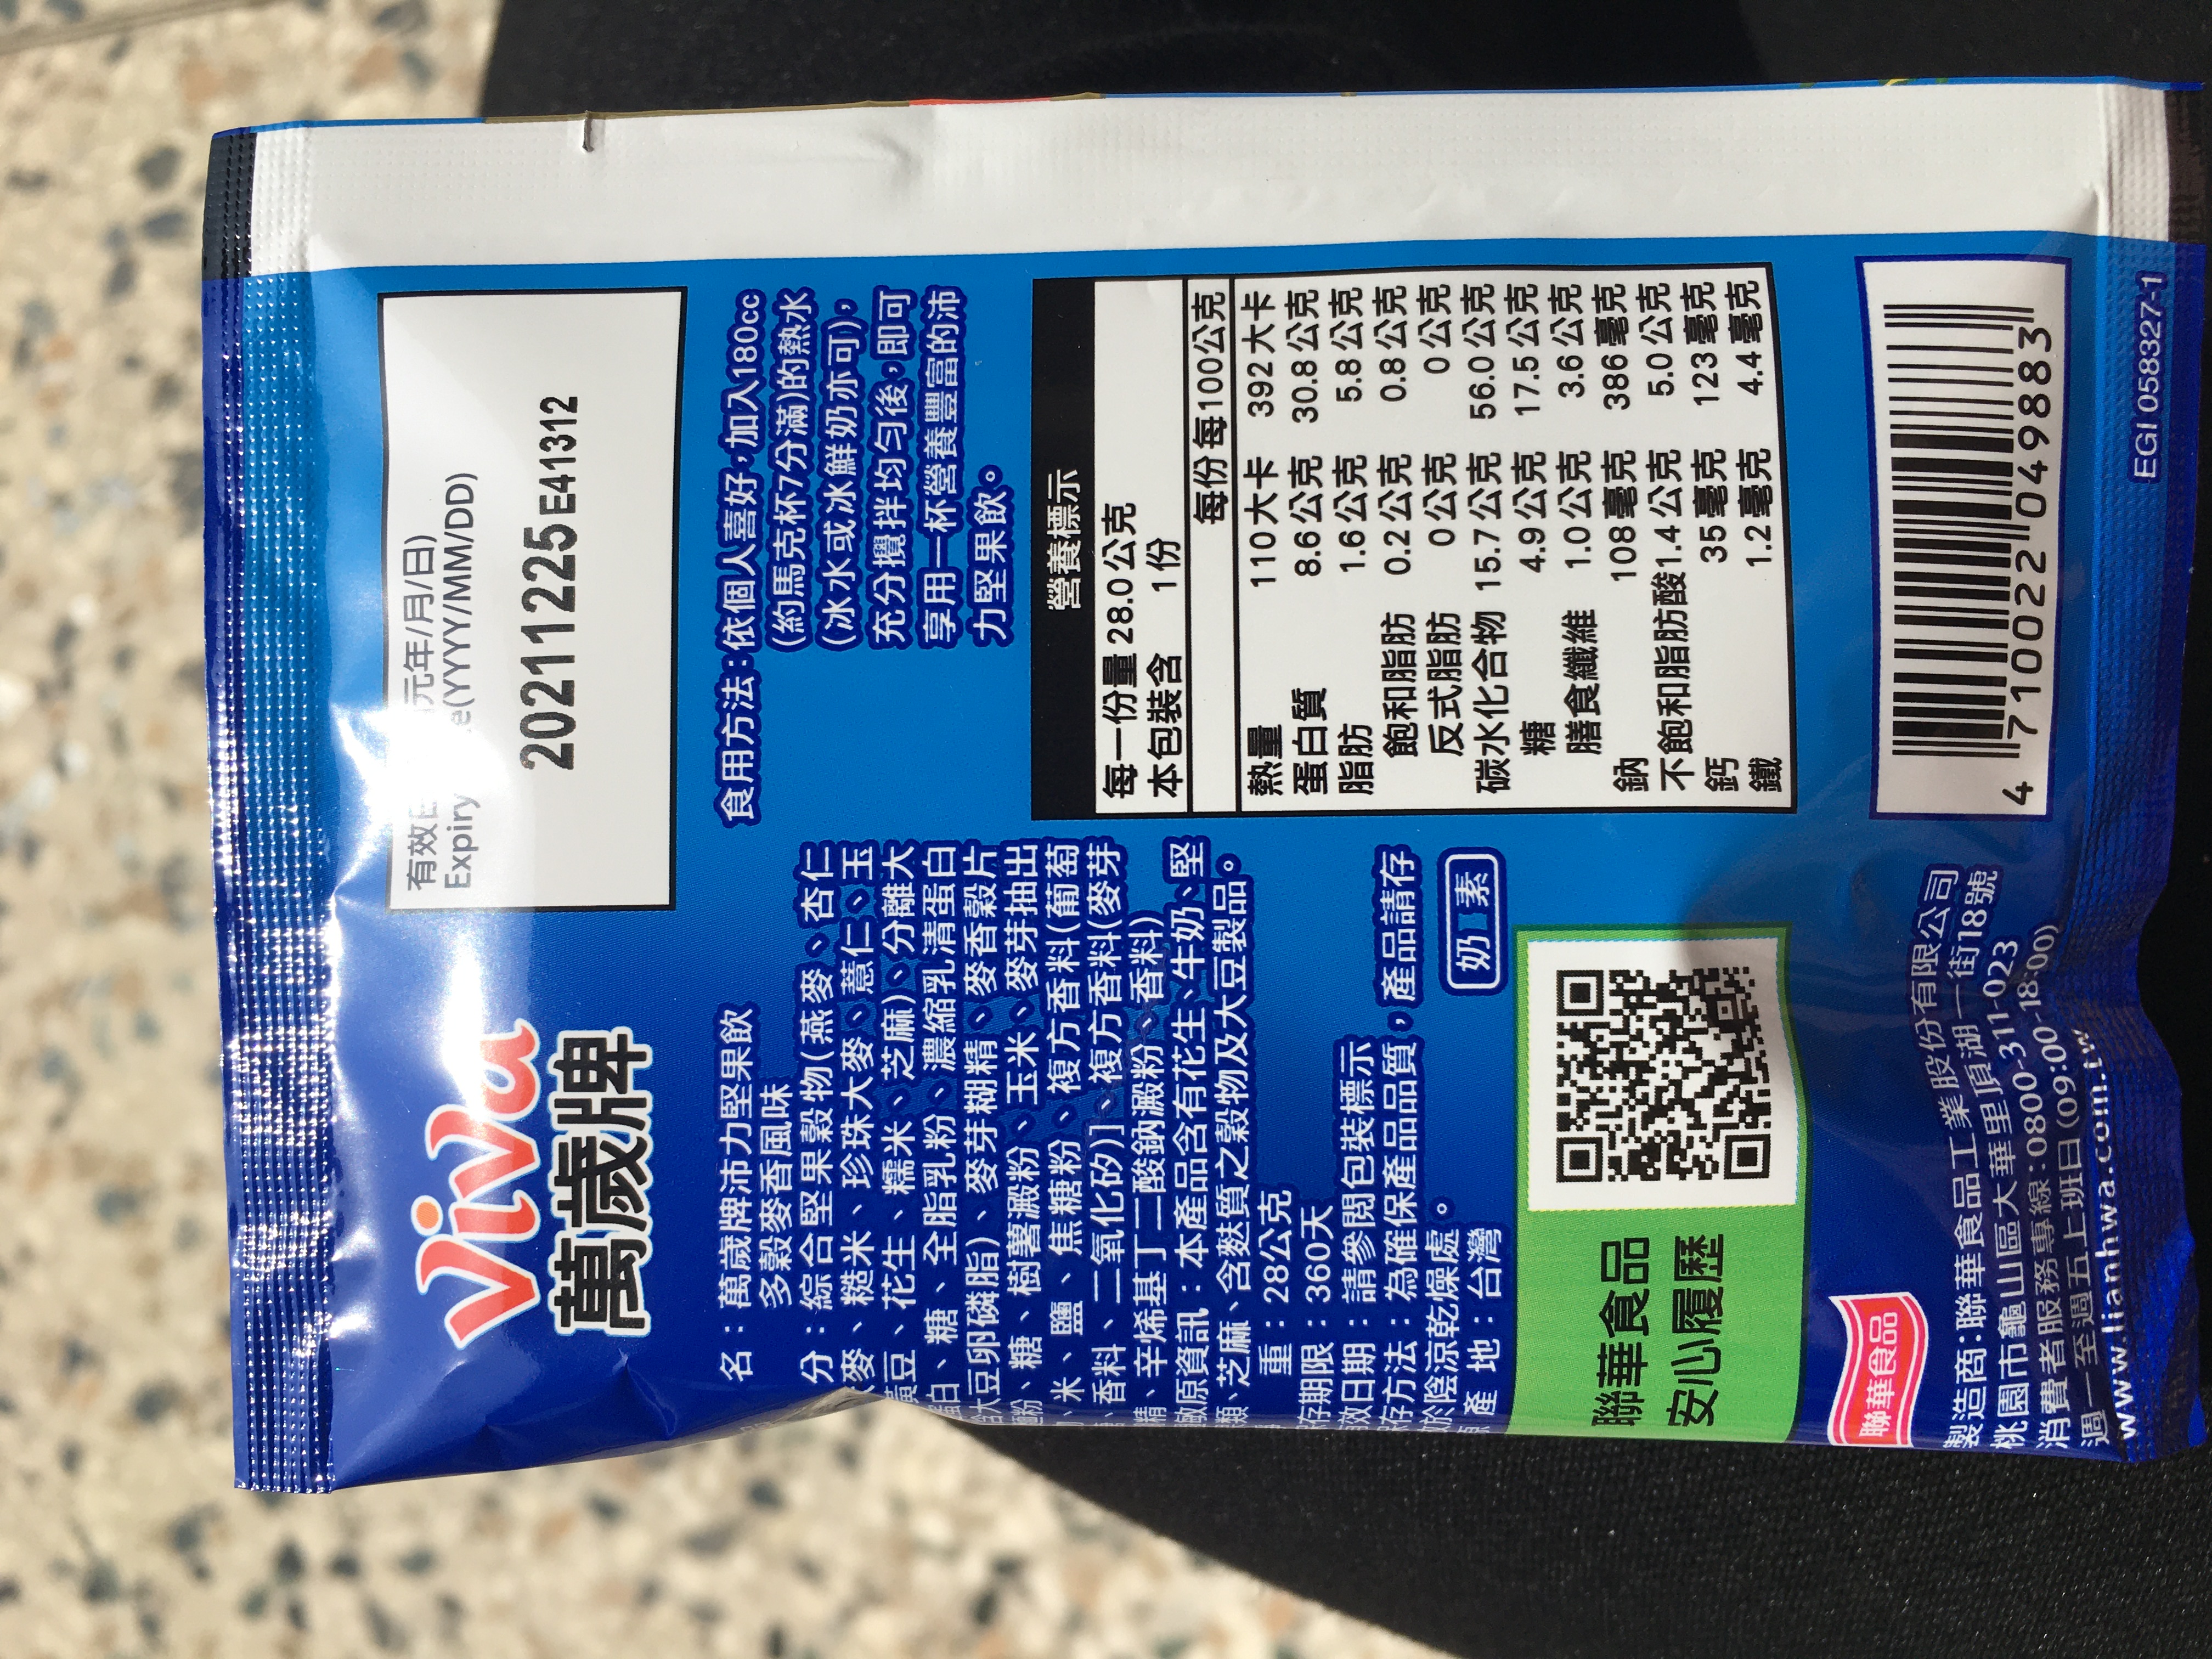 有效日 元年/月/日)
Expiry e(YYYY/MM/DD)
20211225E41312
viva
萬歲牌
名：萬歲牌沛力堅果飲
多穀麥香風味
分：綜合堅果穀物(燕麥、杏仁
麥、糙米、珍珠大麥、薏仁、玉
豆、花生、糯米、芝麻)、分離大
白、糖、全脂乳粉、濃縮乳清蛋白
大豆卵磷脂)、麥芽糊精、麥香穀片
粉、糖、樹薯澱粉、玉米、麥芽抽出
、米、鹽、焦糖粉、複方香料(葡萄
、香料、二氧化矽)]、複方香料(麥芽
精、辛烯基丁二酸鈉澱粉、香料)
敏原資訊：本產品含有花生、牛奶、堅
類、芝麻、含麩質之穀物及大豆製品。
重：28公克
存期限：360天
效日期：請參閱包裝標示
存方法：為確保產品品質，產品請存
於陰涼乾燥處。
產地：台灣
奶素
食用方法：依個人喜好，加入180cc
(約馬克杯7分滿)的熱水
(冰水或冰鮮奶亦可)，
充分攪拌均勻後，即可
享用一杯營養豐富的沛
力堅果飲。
營養標示
每一份量 28.0公克
本包裝含 1份
每份 每100公克
熱量 110大卡 392大卡
蛋白質 8.6公克 30.8公克
脂肪 1.6公克 5.8公克
飽和脂肪 0.2公克 0.8公克
反式脂肪 0公克 0公克
碳水化合物 15.7公克 56.0公克
糖 4.9公克 17.5公克
膳食纖維 1.0公克 3.6公克
鈉 108毫克 386毫克
不飽和脂肪酸 1.4公克 5.0公克
鈣 35毫克 123毫克
鐵 1.2毫克 4.4毫克
聯華食品
安心履歷
聯華食品
製造商：聯華食品工業股份有限公司
桃園市龜山區大華里頂湖一街18號
消費者服務專線：0800-311-023
週一至週五上班日(09:00-18:00)
www.lianhwa.com.tw
4 710022 049883
EGI 058327-1